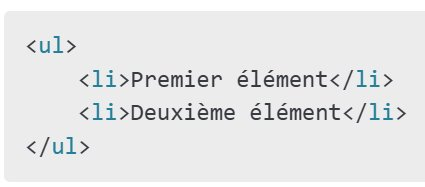 <ul>
    <li>Premier élément</li>
    <li>Deuxième élément</li>
</ul>